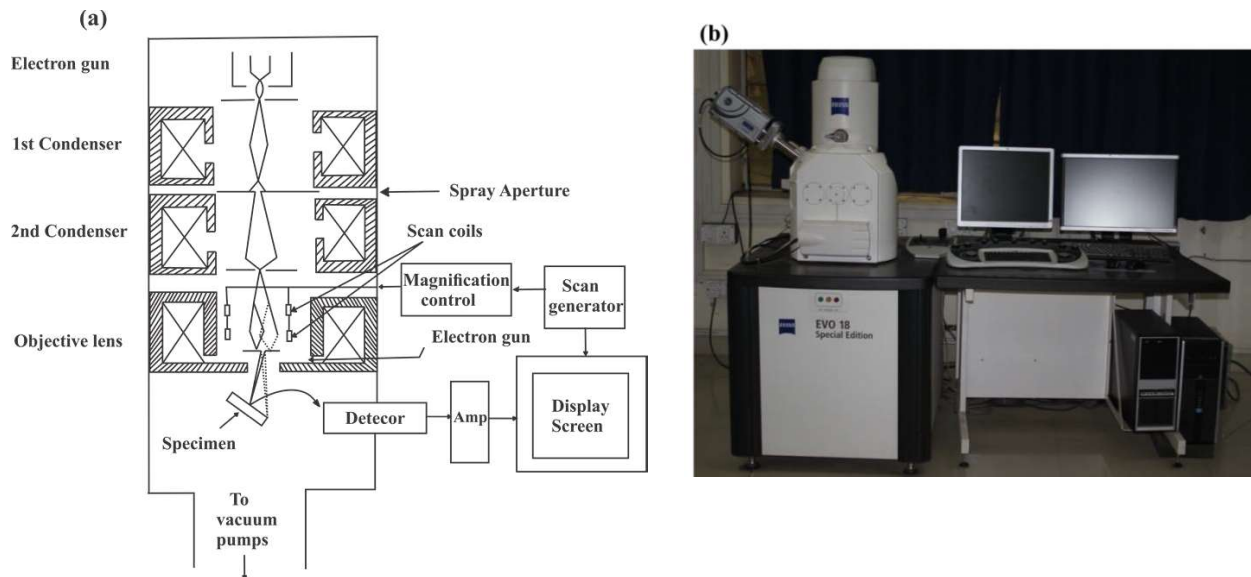 (a)
Electron gun
1st Condenser
Spray Aperture
2nd Condenser
Scan coils
Magnification
control
Scan
generator
Objective lens
Electron gun
Detecor
Amp
Display
Screen
Specimen
To
vacuum
pumps
(b)
ZEISS
ZEISS
EVO 18
Special Edition